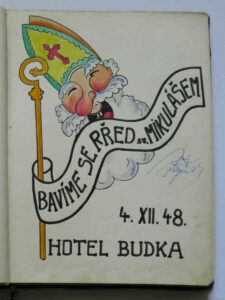 BAVÍME SE PŘED sv. MIKULÁŠEM
4. XII. 48.
HOTEL BUDKA